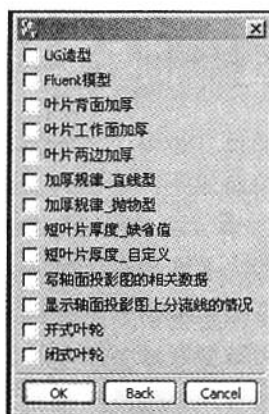 UG造型
Fluent模型
叶片背面加厚
叶片工作面加厚
叶片两边加厚
加厚规律_直线型
加厚规律_抛物型
短叶片厚度_缺省值
短叶片厚度_自定义
写轴面投影图的相关数据
显示轴面投影图上分流线的情况
开式叶轮
闭式叶轮
OK Back Cancel